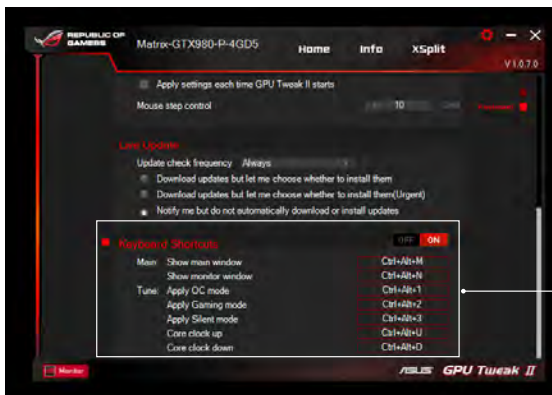 REPUBLIC OF
GAMERS
Matrix-GTX980-P-4GD5
Home Info XSplit
V1.0.7.0
Apply settings each time GPU Tweak II starts
Mouse step control 10
Live Update
Update check frequency Always
Download updates but let me choose whether to install them
Download updates but let me choose whether to install them(Urgent)
Notify me but do not automatically download or install updates
Keyboard Shortcuts OFF ON
Main: Show main window Ctrl+Alt+M
Show monitor window Ctrl+Alt+N
Tune: Apply OC mode Ctrl+Alt+1
Apply Gaming mode Ctrl+Alt+2
Apply Silent mode Ctrl+Alt+3
Core clock up Ctrl+Alt+U
Core clock down Ctrl+Alt+D
Monitor
ASUS GPU Tweak II